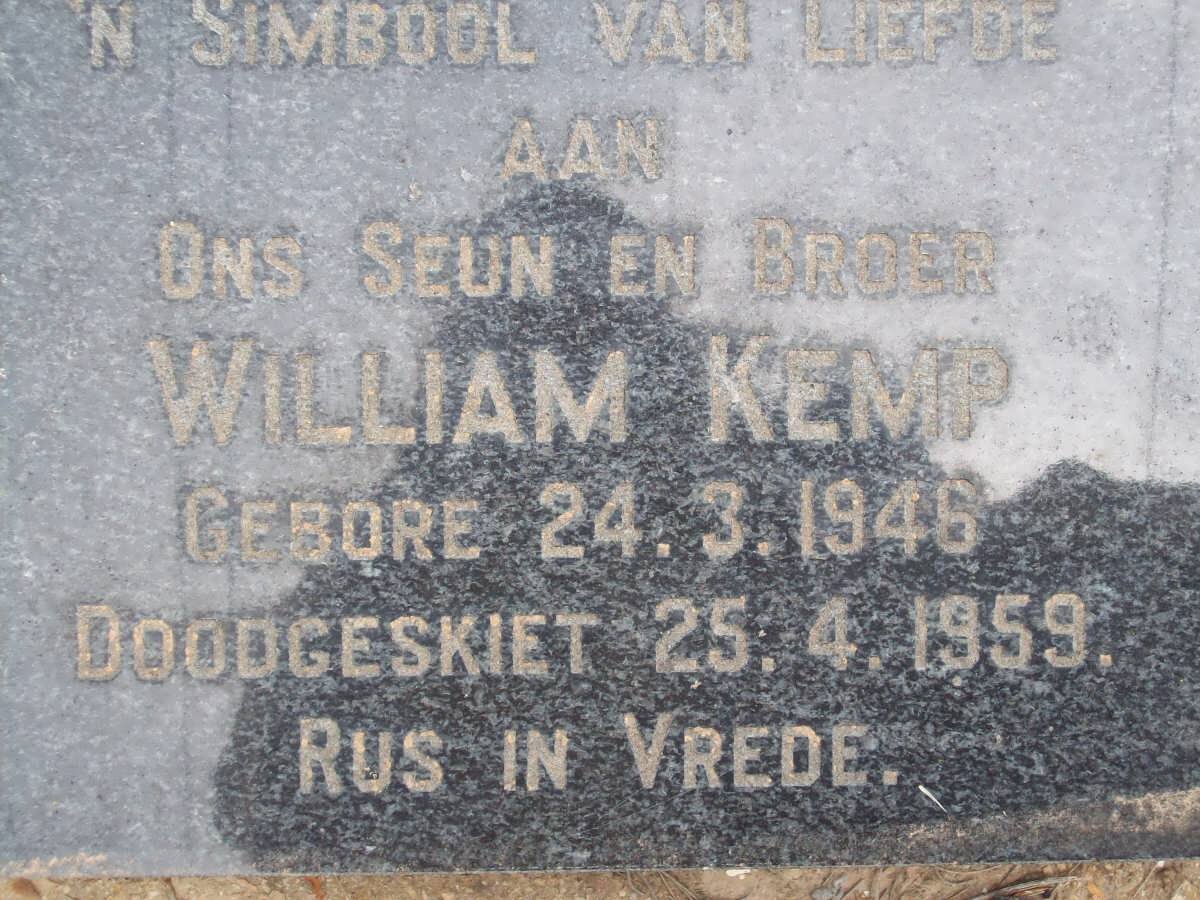 'N SIMBOOL VAN LIEFDE
AAN
ONS SEUN EN BROER
WILLIAM KEMP
GEBORE 24.3.1946
DOODGESKIET 25.4.1959.
RUS IN VREDE.